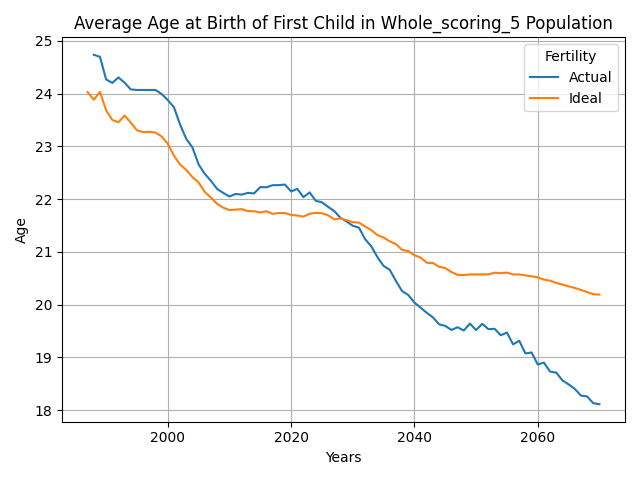 Average Age at Birth of First Child in Whole_scoring_5 Population
25
24
23
22
21
20
19
18
Age
2000
2020
2040
2060
Years
Fertility
Actual
Ideal